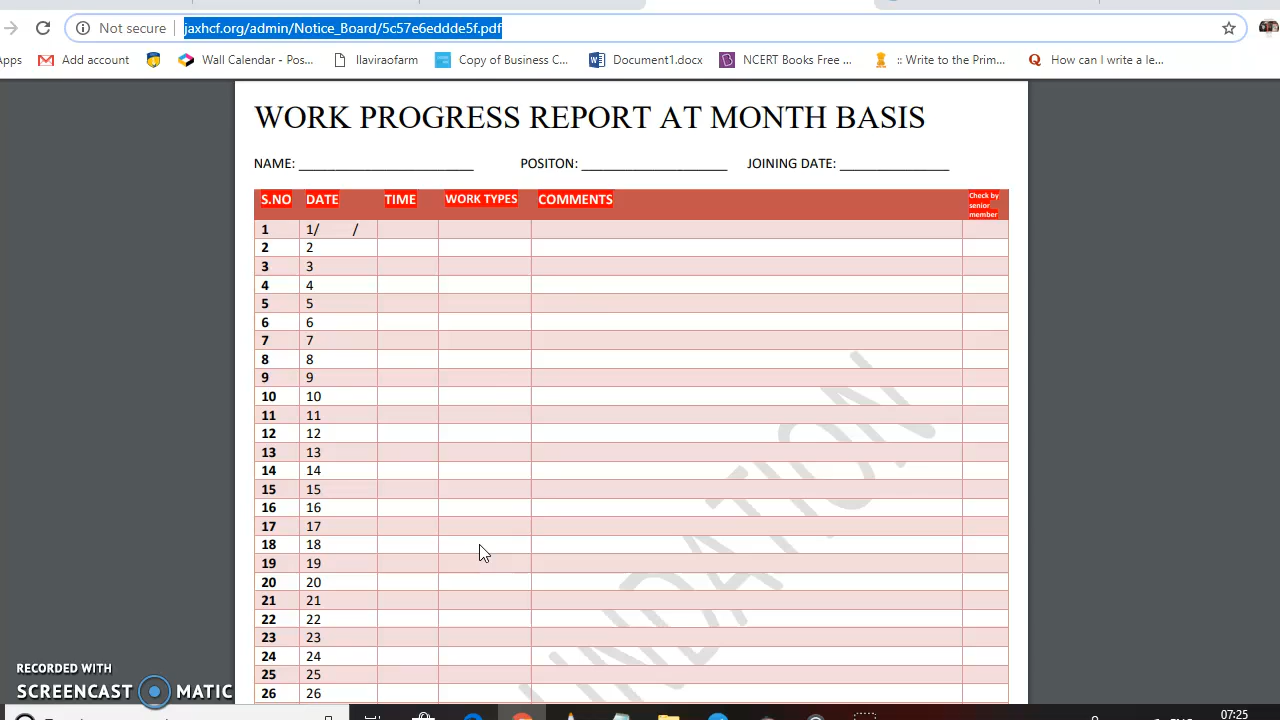 Not secure | jaxhcf.org/admin/Notice_Board/5c57e6eddde5f.pdf
Add account Wall Calendar - Pos... llaviraofarm Copy of Business C... Document1.docx NCERT Books Free ... :: Write to the Prim... How can I write a le...
WORK PROGRESS REPORT AT MONTH BASIS
NAME: POSITON: JOINING DATE:
S.NO DATE TIME WORK TYPES COMMENTS Check by senior member
1 1/ /
2 2
3 3
4 4
5 5
6 6
7 7
8 8
9 9
10 10
11 11
12 12
13 13
14 14
15 15
16 16
17 17
18 18
19 19
20 20
21 21
22 22
23 23
24 24
25 25
26 26
UNDATION
RECORDED WITH
SCREENCAST MATIC
07:25